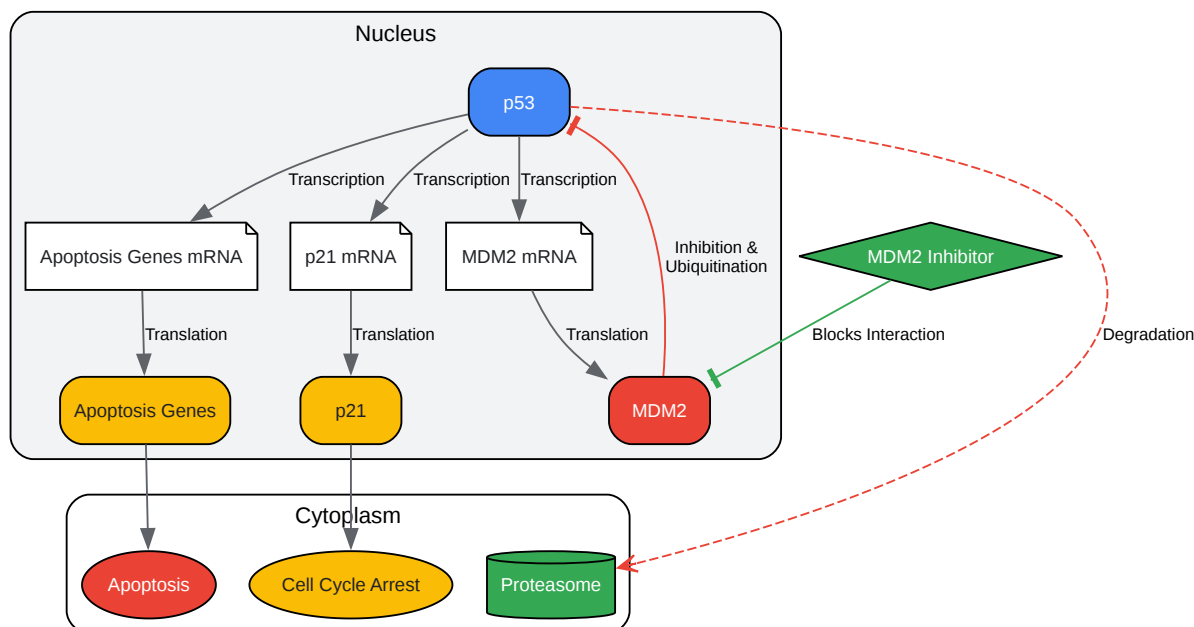 Nucleus
p53
Transcription
Transcription
Transcription
Apoptosis Genes mRNA
p21 mRNA
MDM2 mRNA
Inhibition &
Ubiquitination
MDM2 Inhibitor
Translation
Translation
Translation
Blocks Interaction
Degradation
Apoptosis Genes
p21
MDM2
Cytoplasm
Apoptosis
Cell Cycle Arrest
Proteasome